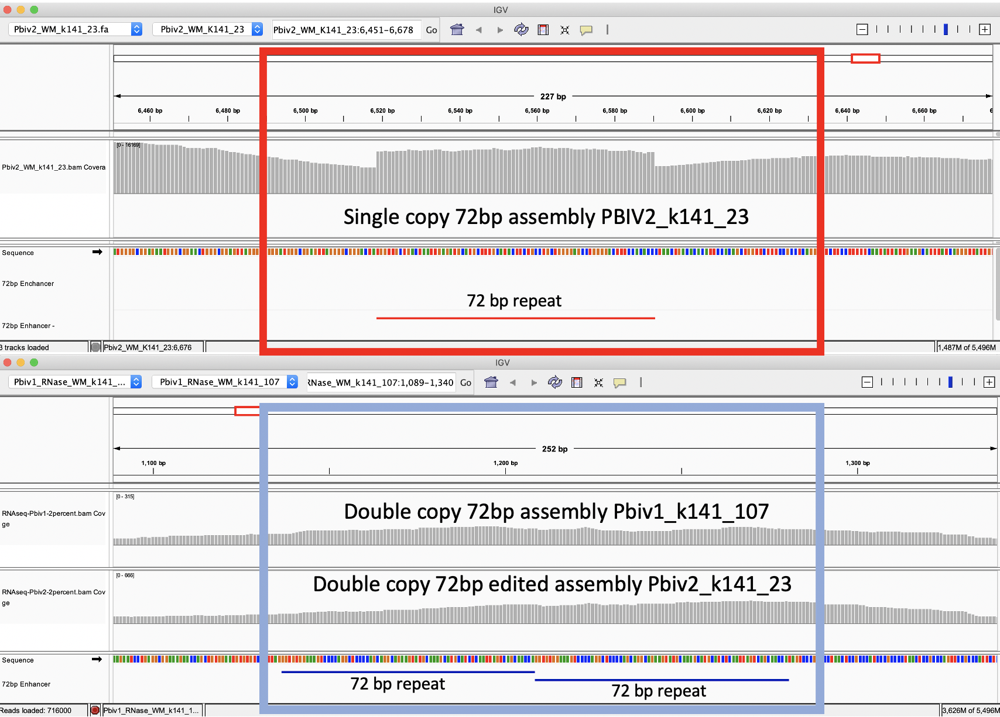 IGV
Pbiv2_WM_k141_23.fa Pbiv2_WM_K141_23 Pbiv2_WM_K141_23:6,451-6,678 Go
227 bp
6,460 bp 6,480 bp 6,500 bp 6,520 bp 6,540 bp 6,560 bp 6,580 bp 6,600 bp 6,620 bp 6,640 bp 6,660 bp 6
[0 - 16169]
Pbiv2_WM_k141_23.bam Covera
Single copy 72bp assembly PBIV2_k141_23
Sequence
72bp Enchancer
72 bp repeat
72bp Enhancer -
3 tracks loaded Pbiv2_WM_K141_23:6,676 1,487M of 5,496M
IGV
Pbiv1_RNase_WM_k141_... Pbiv1_RNase_WM_k141_107 RNase_WM_k141_107:1,089-1,340 Go
252 bp
1,100 bp 1,200 bp 1,300 bp
[0 - 315]
Double copy 72bp assembly Pbiv1_k141_107
RNAseq-Pbiv1-2percent.bam Cov
ge
[0 - 666]
Double copy 72bp edited assembly Pbiv2_k141_23
RNAseq-Pbiv2-2percent.bam Cov
ge
Sequence
72bp Enhancer
72 bp repeat
72 bp repeat
Reads loaded: 716000 Pbiv1_RNase_WM_k141_1... 3,626M of 5,496M